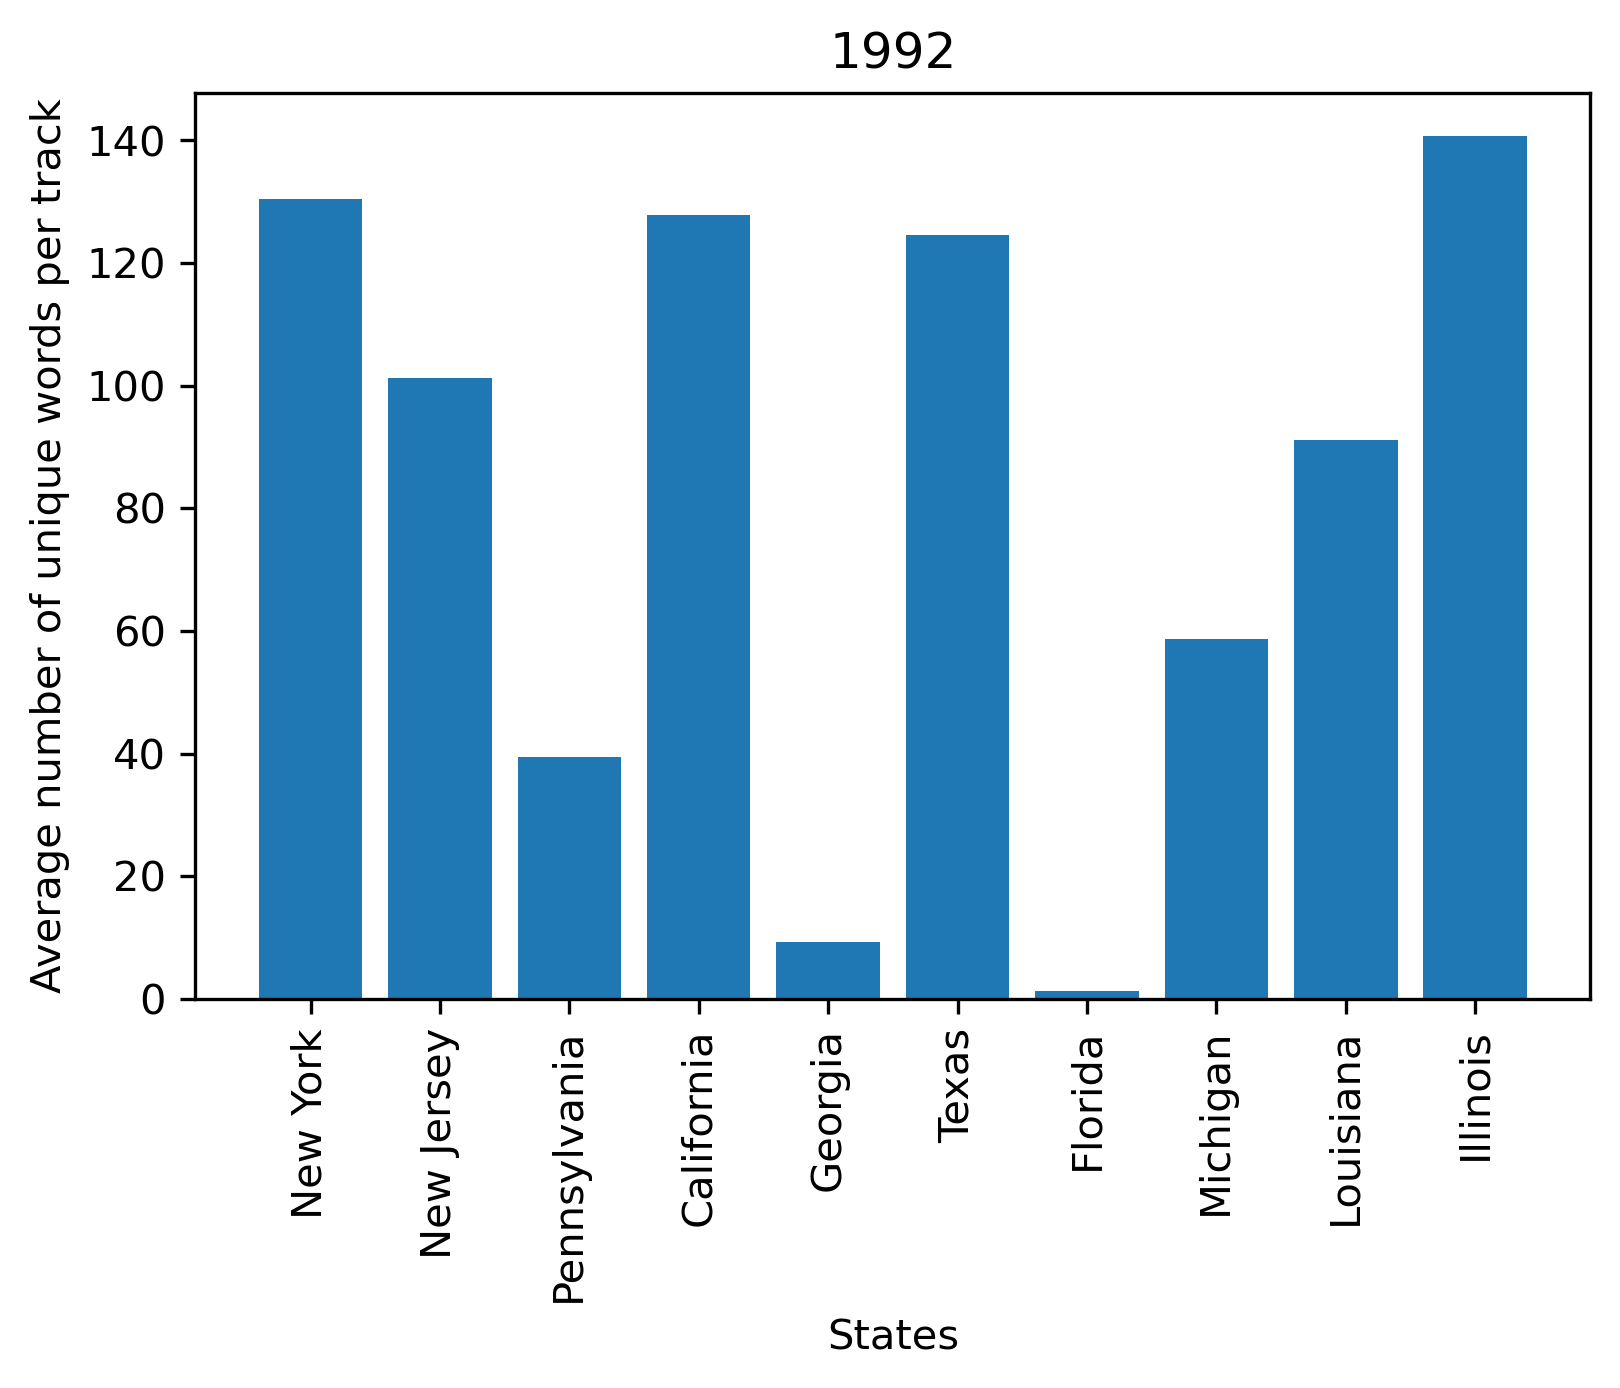 1992
Average number of unique words per track
140
120
100
80
60
40
20
0
New York
New Jersey
Pennsylvania
California
Georgia
Texas
Florida
Michigan
Louisiana
Illinois
States